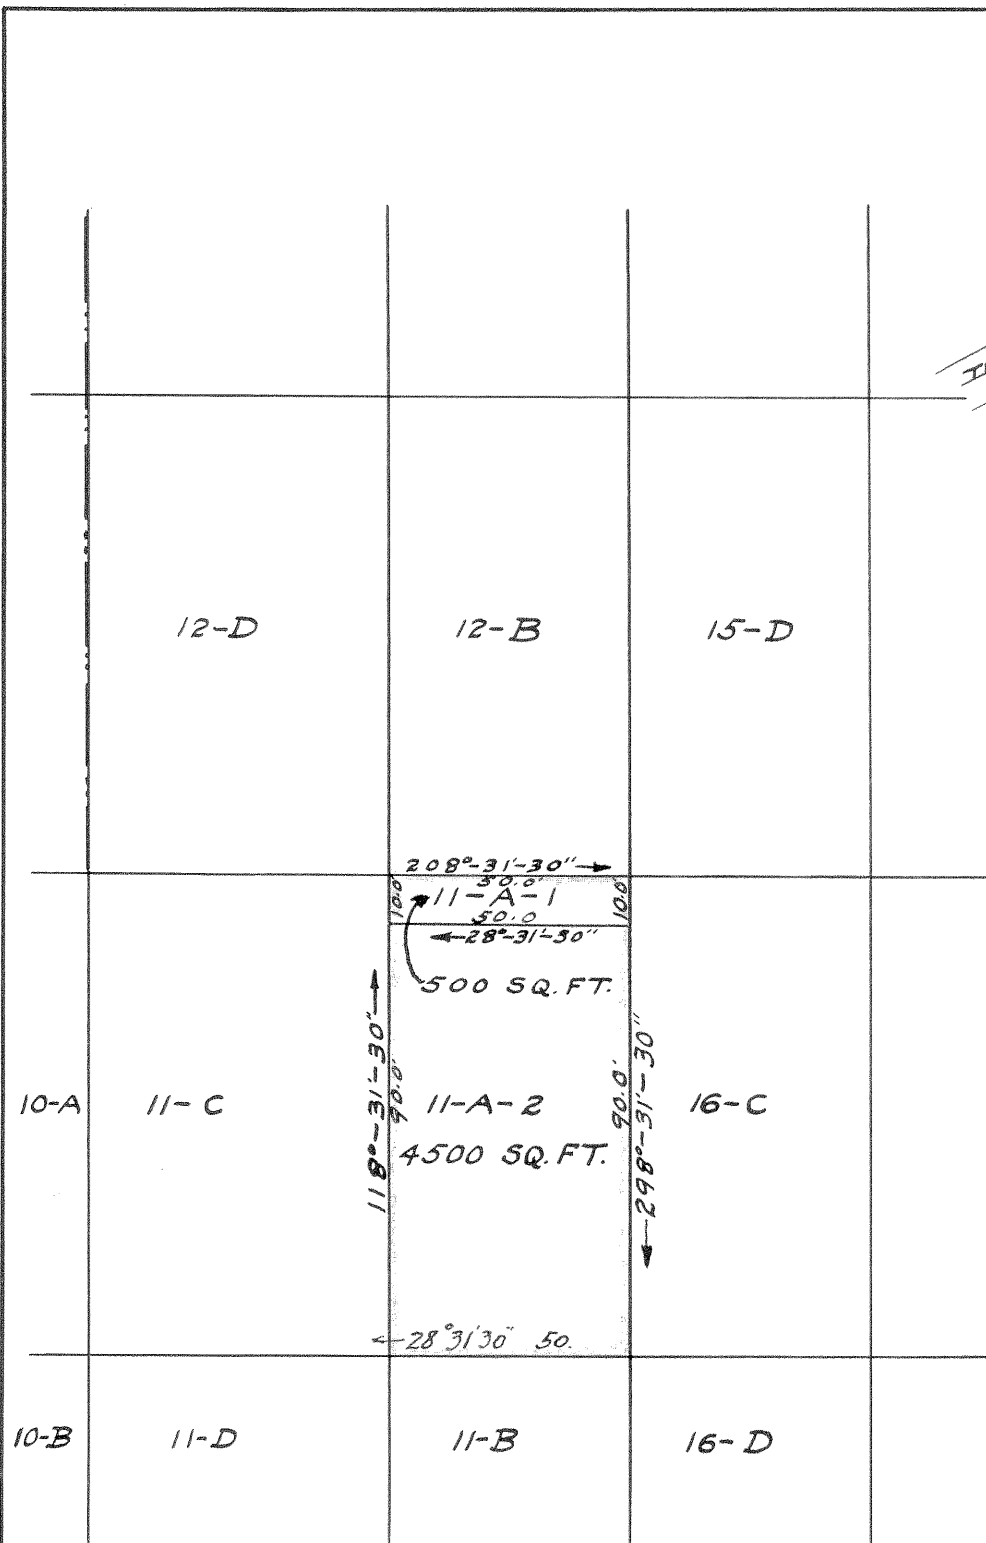 12-D
12-B
15-D
208°-31'-30"
50.0'
10.0'
11-A-1
10.0'
50.0
28°-31'-30"
500 SQ. FT.
118°-31'-30"
90.0'
90.0'
298°-31'-30"
10-A
11-C
11-A-2
16-C
4500 SQ. FT.
28°31'30" 50.
10-B
11-D
11-B
16-D